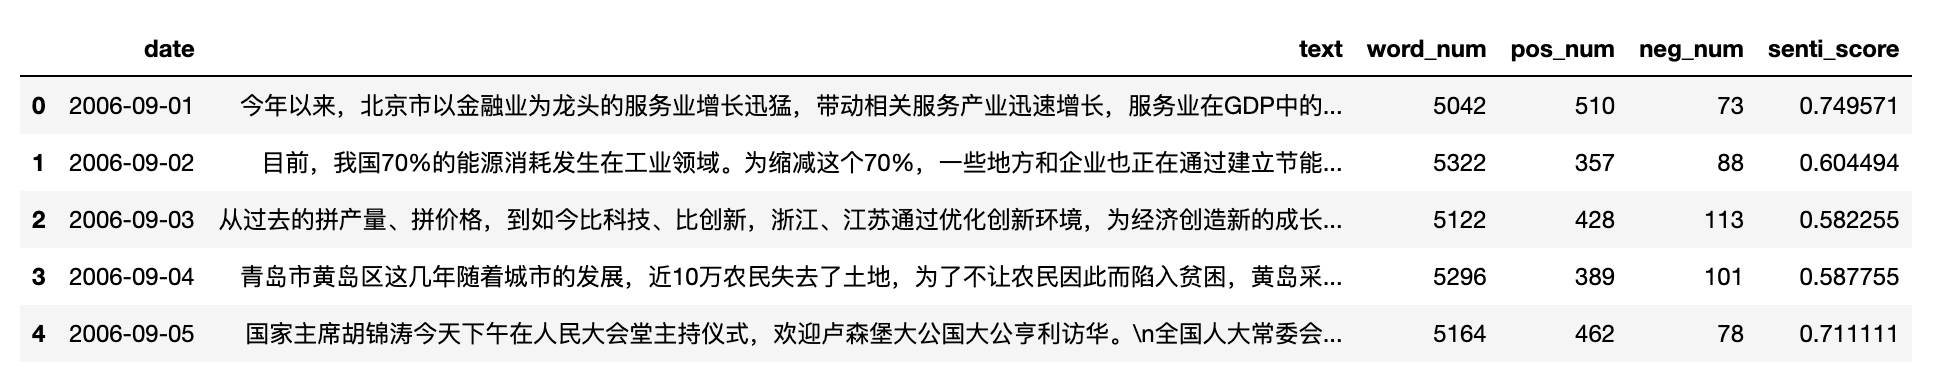 date text word_num pos_num neg_num senti_score
0 2006-09-01 今年以来，北京市以金融业为龙头的服务业增长迅猛，带动相关服务产业迅速增长，服务业在GDP中的... 5042 510 73 0.749571
1 2006-09-02 目前，我国70%的能源消耗发生在工业领域。为缩减这个70%，一些地方和企业也正在通过建立节能... 5322 357 88 0.604494
2 2006-09-03 从过去的拼产量、拼价格，到如今比科技、比创新，浙江、江苏通过优化创新环境，为经济创造新的成长... 5122 428 113 0.582255
3 2006-09-04 青岛市黄岛区这几年随着城市的发展，近10万农民失去了土地，为了不让农民因此而陷入贫困，黄岛采... 5296 389 101 0.587755
4 2006-09-05 国家主席胡锦涛今天下午在人民大会堂主持仪式，欢迎卢森堡大公国大公亨利访华。\n全国人大常委会... 5164 462 78 0.711111